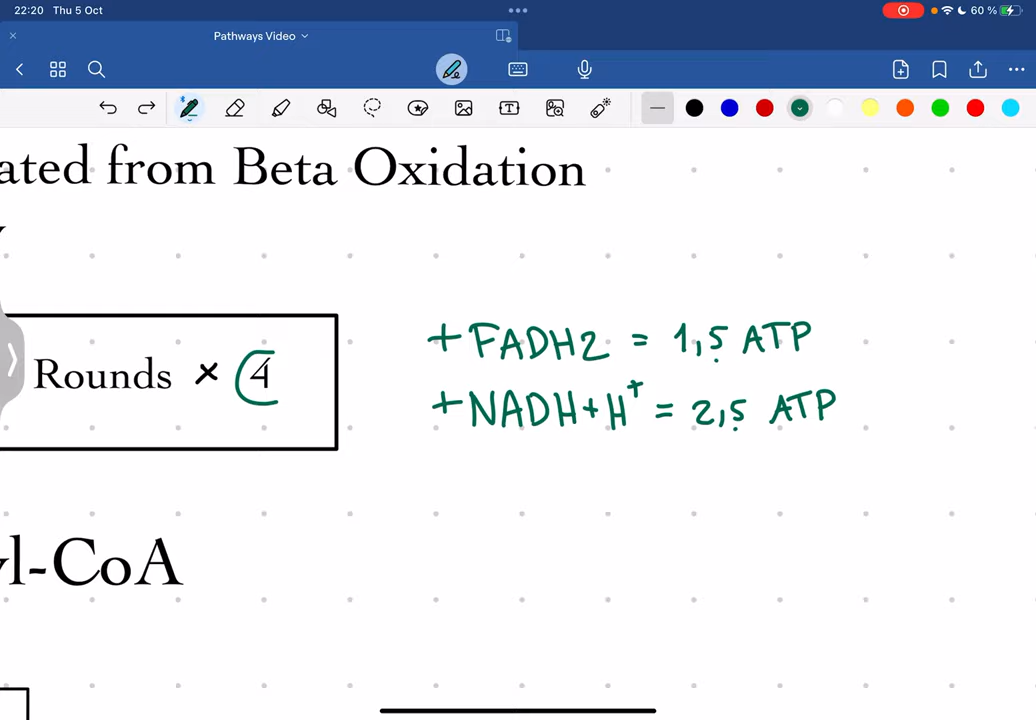 22:20 Thu 5 Oct
60 %
Pathways Video
ated from Beta Oxidation
+FADH2 = 1,5 ATP
Rounds × 4
+NADH+H+ = 2,5 ATP
yl-CoA